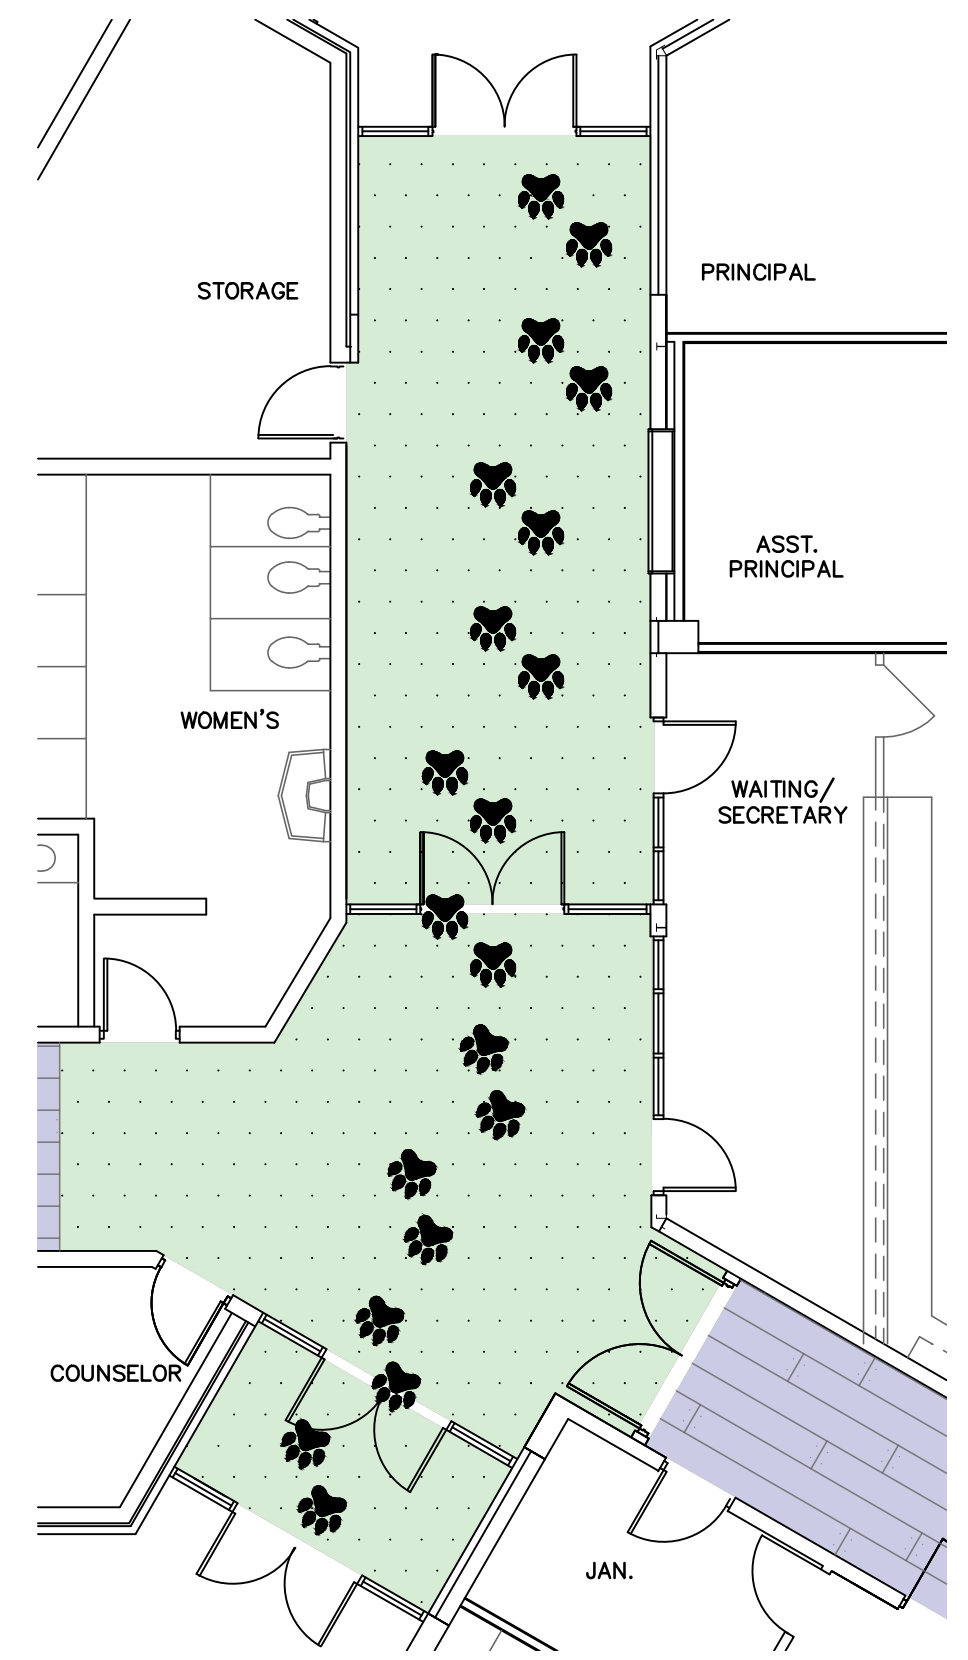 PRINCIPAL
STORAGE
ASST.
PRINCIPAL
WOMEN'S
WAITING/
SECRETARY
COUNSELOR
JAN.